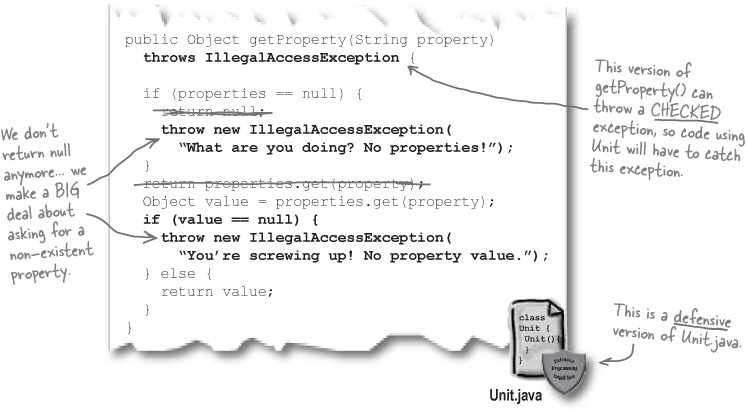 public Object getProperty(String property)
throws IllegalAccessException {
if (properties == null) {
return null;
throw new IllegalAccessException(
“What are you doing? No properties!”);
}
return properties.get(property);
Object value = properties.get(property);
if (value == null) {
throw new IllegalAccessException(
“You’re screwing up! No property value.”);
} else {
return value;
}
}
We don’t
return null
anymore... we
make a BIG
deal about
asking for a
non-existent
property.
This version of
getProperty() can
throw a CHECKED
exception, so code using
Unit will have to catch
this exception.
This is a defensive
version of Unit.java.
class
Unit {
Unit(){
}
}
Defensive
Programming
Unit.java